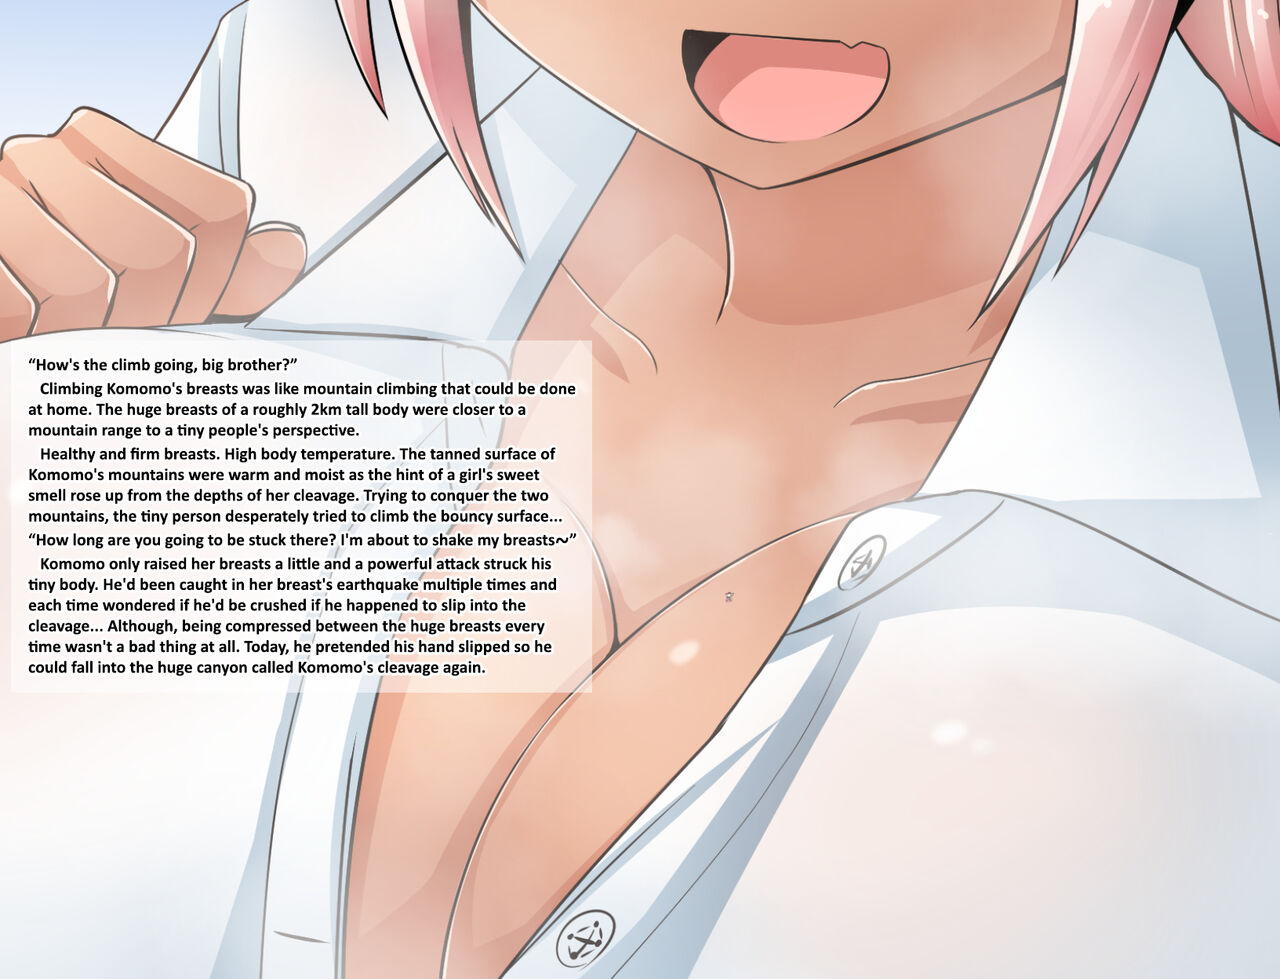 “How's the climb going, big brother?”
Climbing Komomo's breasts was like mountain climbing that could be done
at home. The huge breasts of a roughly 2km tall body were closer to a
mountain range to a tiny people's perspective.
Healthy and firm breasts. High body temperature. The tanned surface of
Komomo's mountains were warm and moist as the hint of a girl's sweet
smell rose up from the depths of her cleavage. Trying to conquer the two
mountains, the tiny person desperately tried to climb the bouncy surface...
“How long are you going to be stuck there? I'm about to shake my breasts~”
Komomo only raised her breasts a little and a powerful attack struck his
tiny body. He'd been caught in her breast's earthquake multiple times and
each time wondered if he'd be crushed if he happened to slip into the
cleavage... Although, being compressed between the huge breasts every
time wasn't a bad thing at all. Today, he pretended his hand slipped so he
could fall into the huge canyon called Komomo's cleavage again.